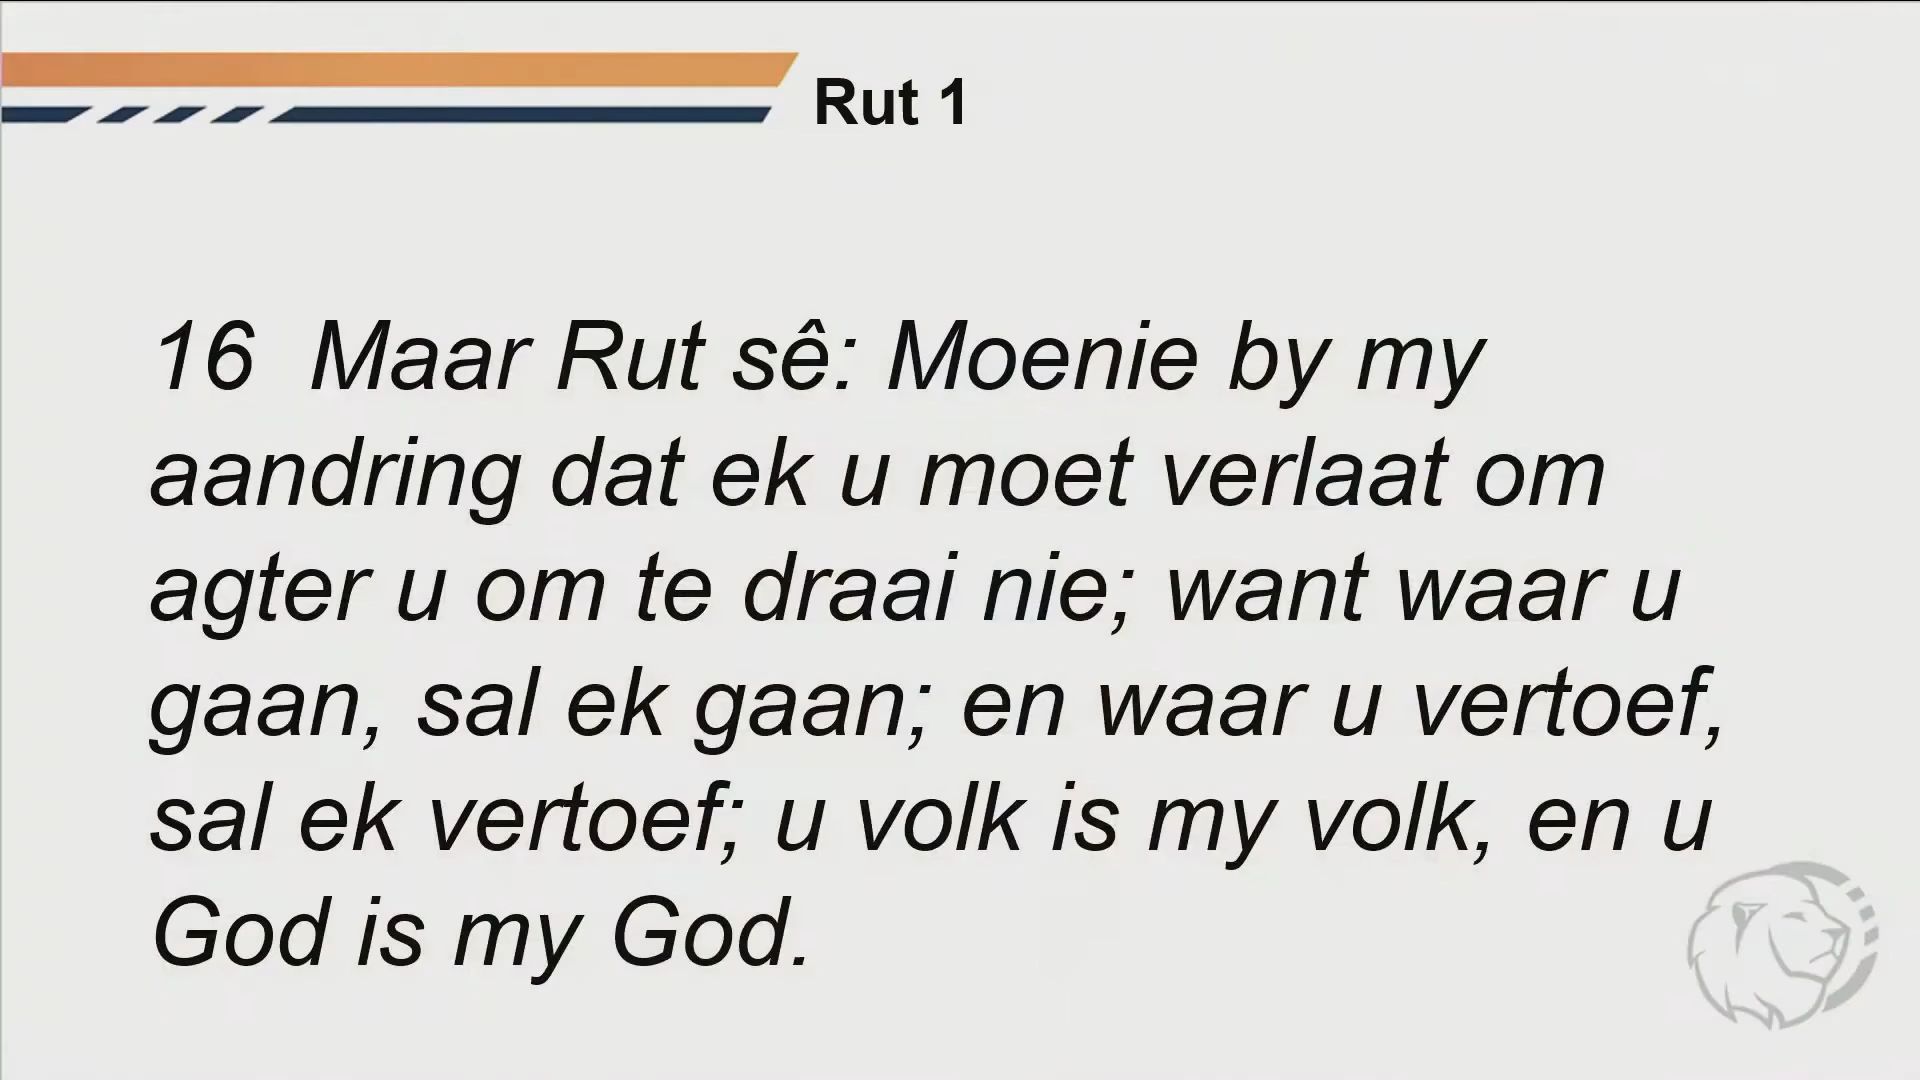 Rut 1
16 Maar Rut sê: Moenie by my
aandring dat ek u moet verlaat om
agter u om te draai nie; want waar u
gaan, sal ek gaan; en waar u vertoef,
sal ek vertoef; u volk is my volk, en u
God is my God.